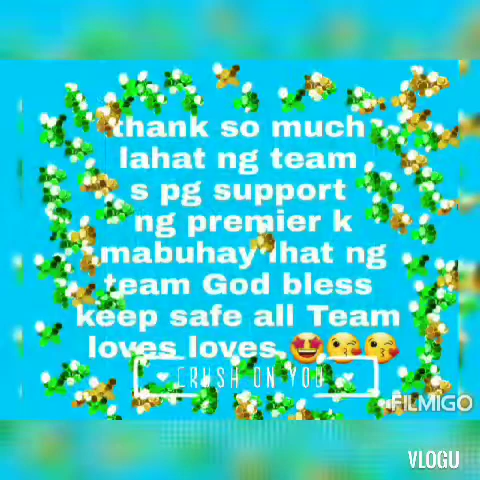 thank so much
lahat ng team
s pg support
ng premier k
mabuhay lhat ng
team God bless
keep safe all Team
loves loves.🤩😘😘
CRUSH ON YOU
FILMIGO
VLOGU